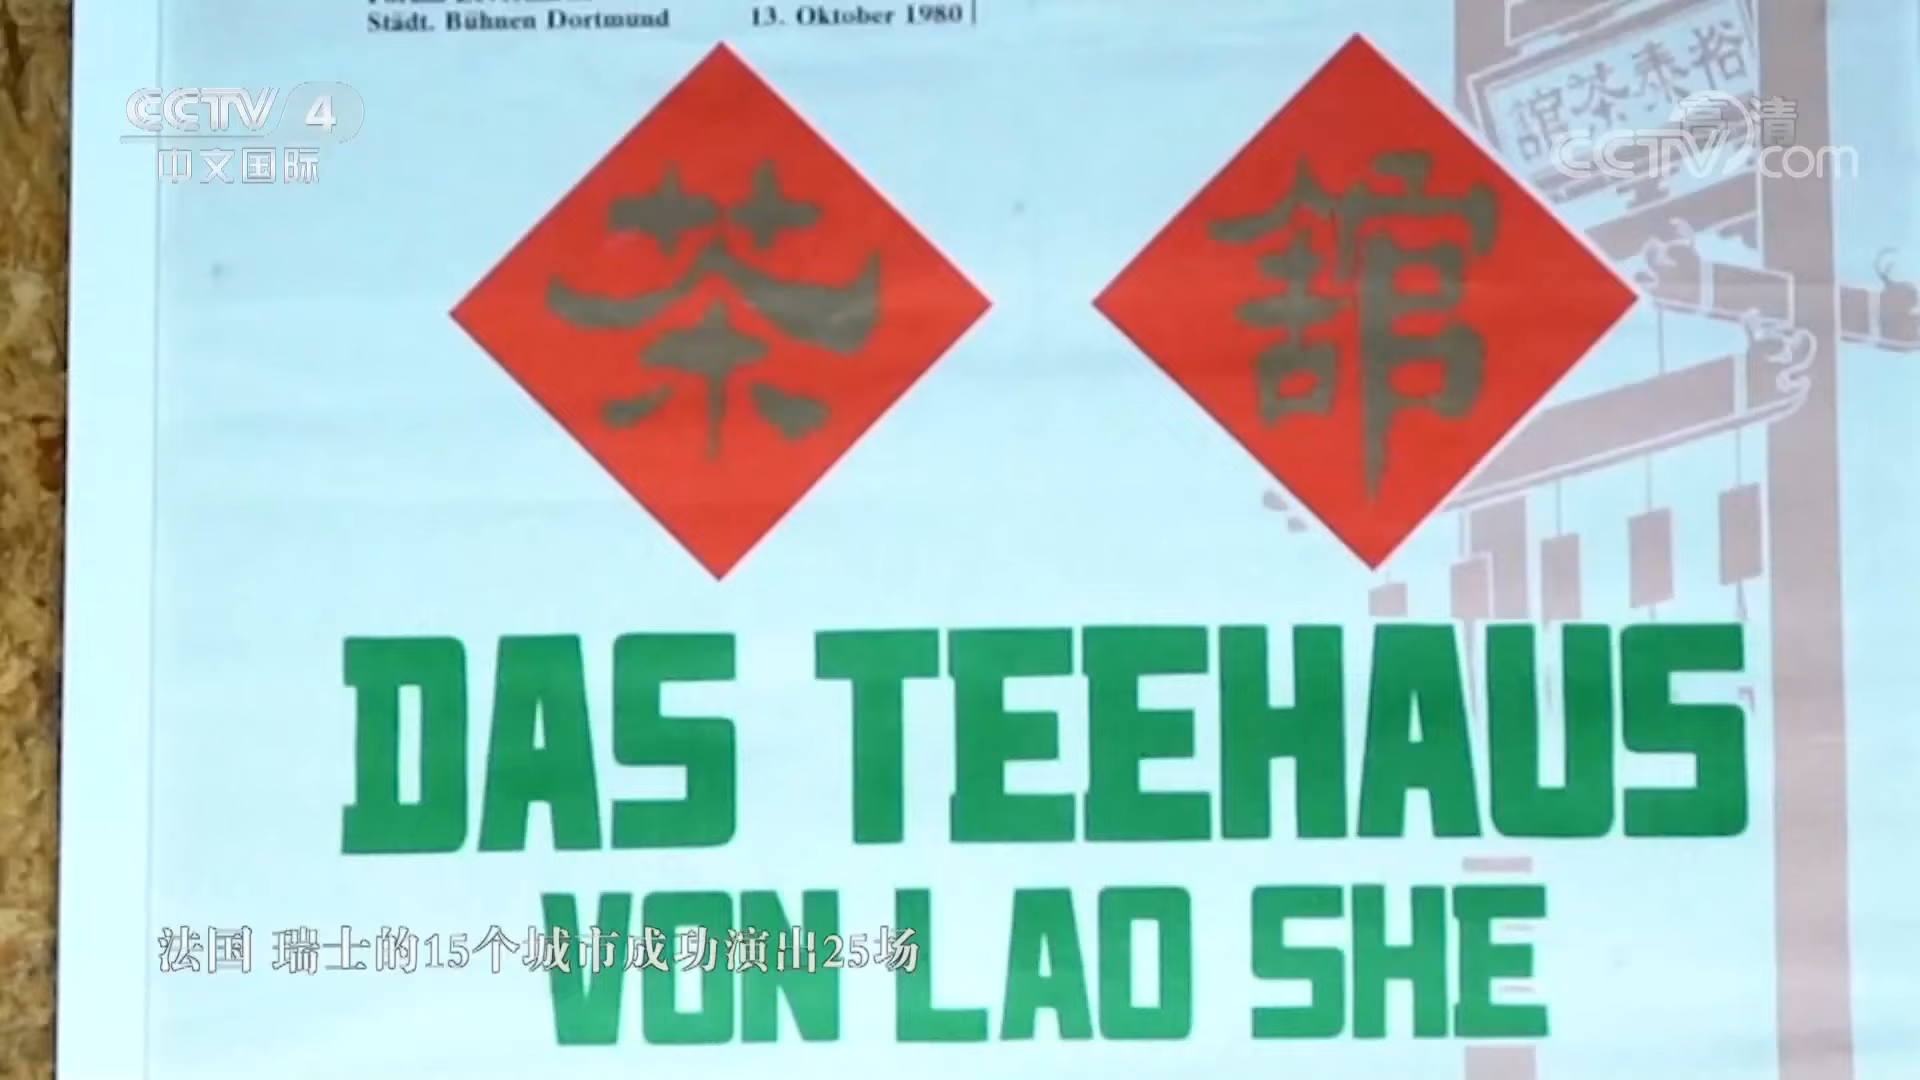 Städt. Bühnen Dortmund
13. Oktober 1980
CCTV 4
中文国际
裕泰茶館
高清
CCTV.com
茶館
DAS TEEHAUS
VON LAO SHE
法国 瑞士的15个城市成功演出25场